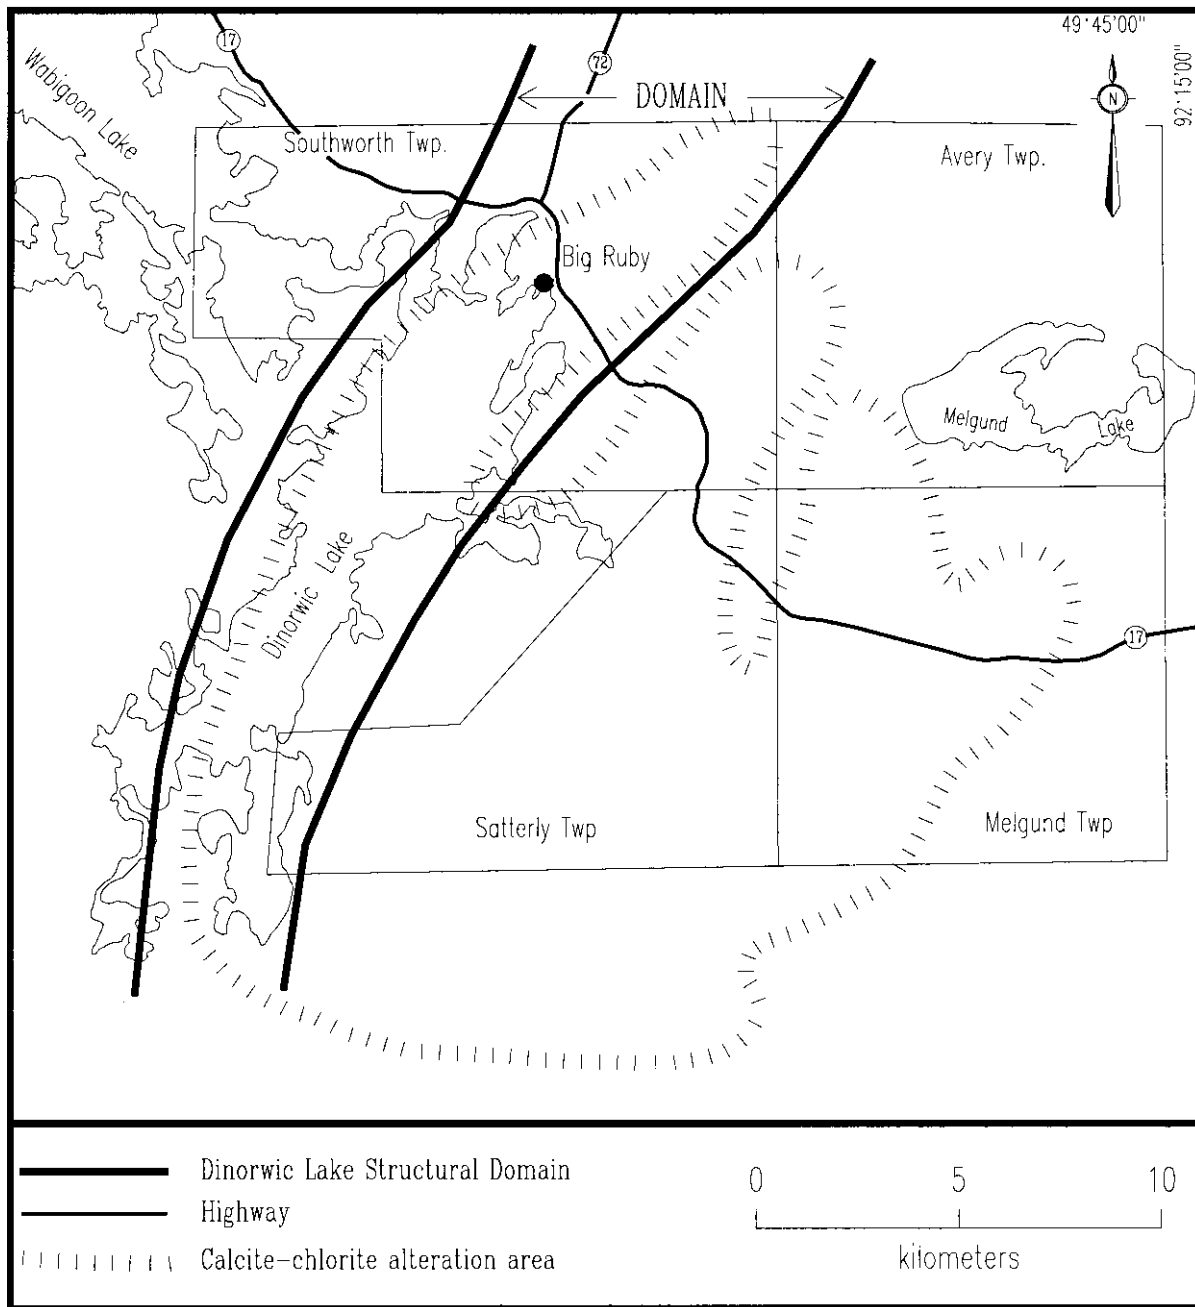 49°45'00"
92°15'00"
17
72
Wabigoon Lake
DOMAIN
N
Southworth Twp.
Avery Twp.
Big Ruby
Melgund Lake
Dinorwic Lake
17
Satterly Twp
Melgund Twp
Dinorwic Lake Structural Domain
Highway
Calcite-chlorite alteration area
0 5 10
kilometers